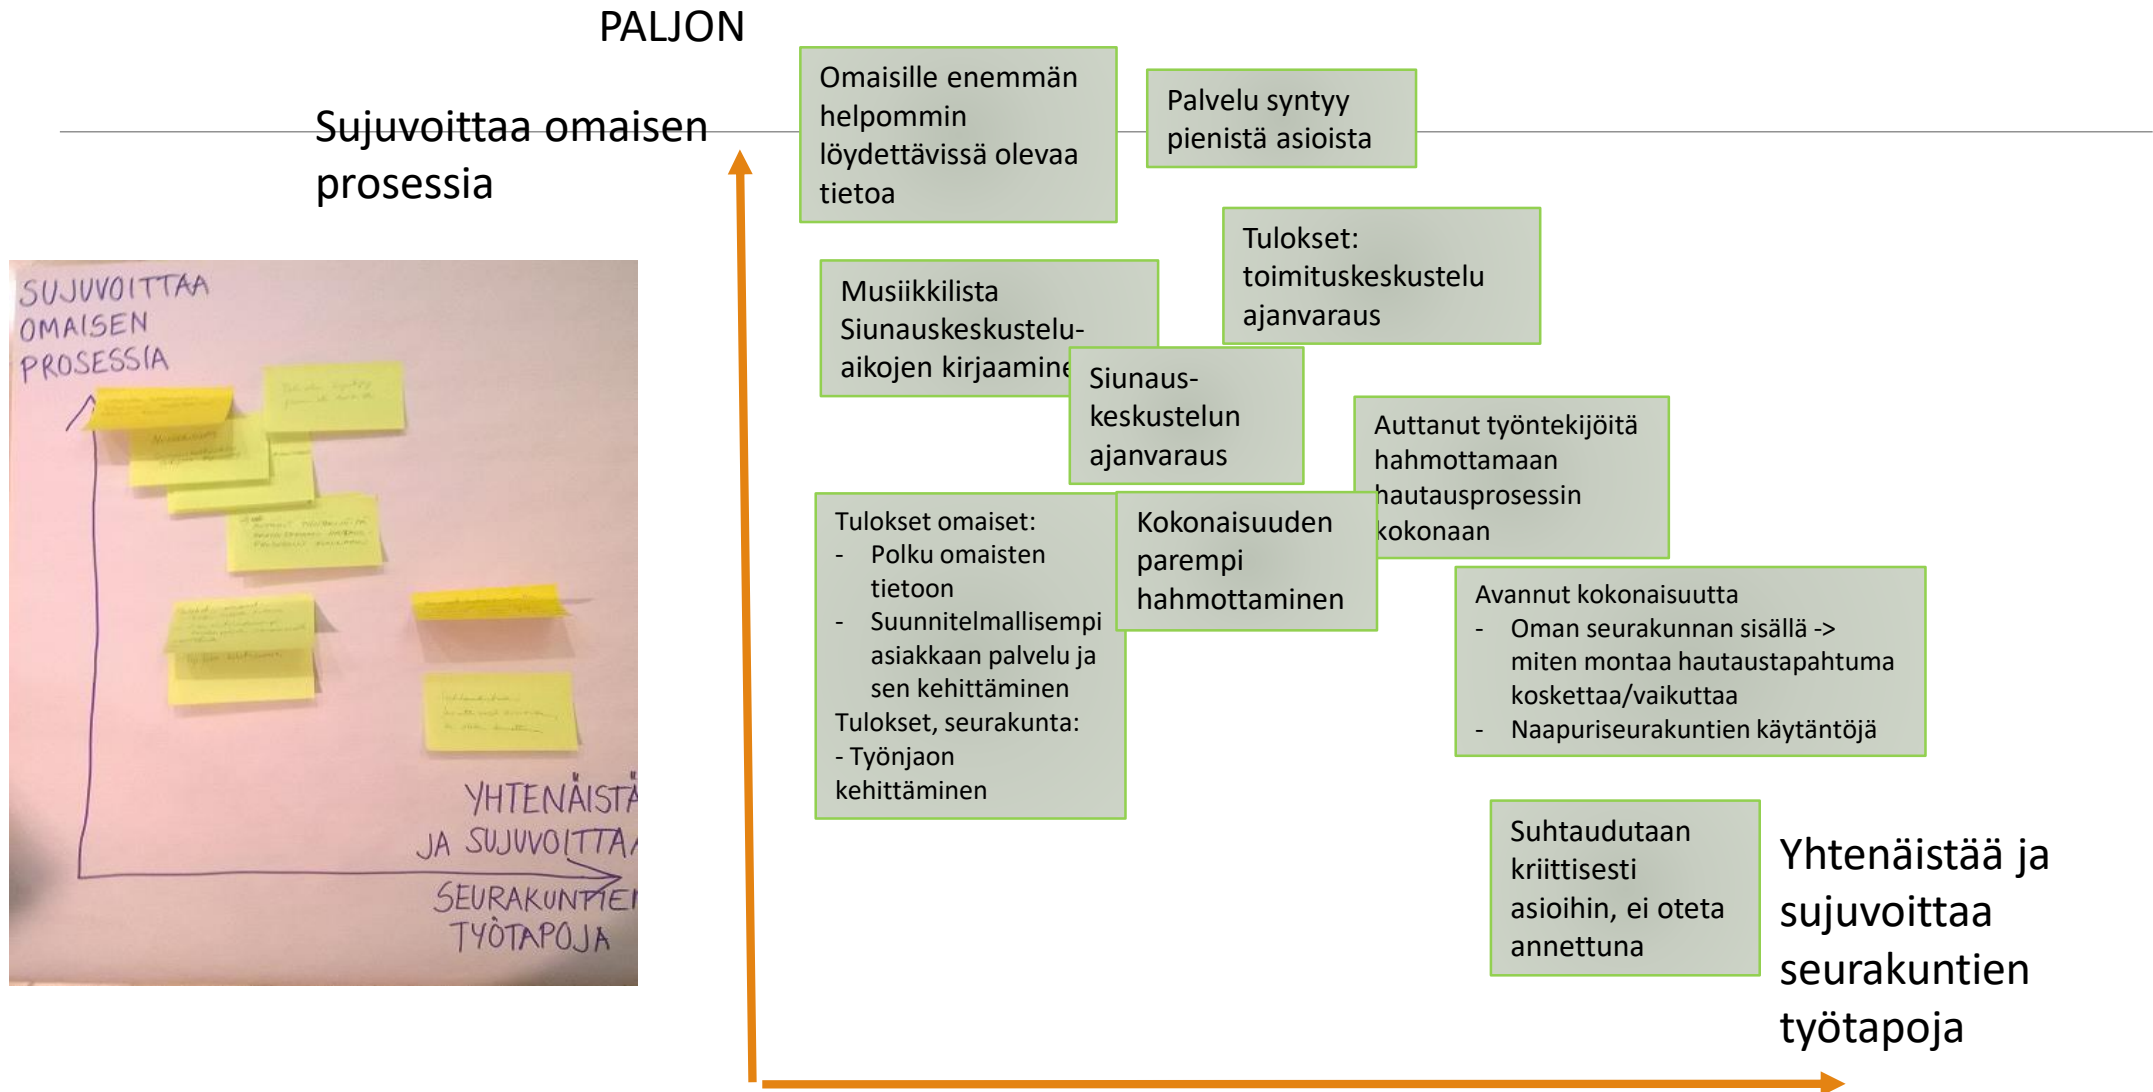 PALJON
Sujuvoittaa omaisen
prosessia
Omaisille enemmän
helpommin
löydettävissä olevaa
tietoa
Palvelu syntyy
pienistä asioista
Tulokset:
toimituskeskustelu
ajanvaraus
Musiikkilista
Siunauskeskustelu-
aikojen kirjaamine
Siunaus-
keskustelun
ajanvaraus
Auttanut työntekijöitä
hahmottamaan
hautausprosessin
kokonaan
Tulokset omaiset:
- Polku omaisten
tietoon
- Suunnitelmallisempi
asiakkaan palvelu ja
sen kehittäminen
Tulokset, seurakunta:
- Työnjaon
kehittäminen
Kokonaisuuden
parempi
hahmottaminen
Avannut kokonaisuutta
- Oman seurakunnan sisällä ->
miten montaa hautaustapahtuma
koskettaa/vaikuttaa
- Naapuriseurakuntien käytäntöjä
Suhtaudutaan
kriittisesti
asioihin, ei oteta
annettuna
Yhtenäistää ja
sujuvoittaa
seurakuntien
työtapoja
SUJUVOITTAA
OMAISEN
PROSESSIA
YHTENÄISTÄ
JA SUJUVOITTAA
SEURAKUNTIEN
TYÖTAPOJA